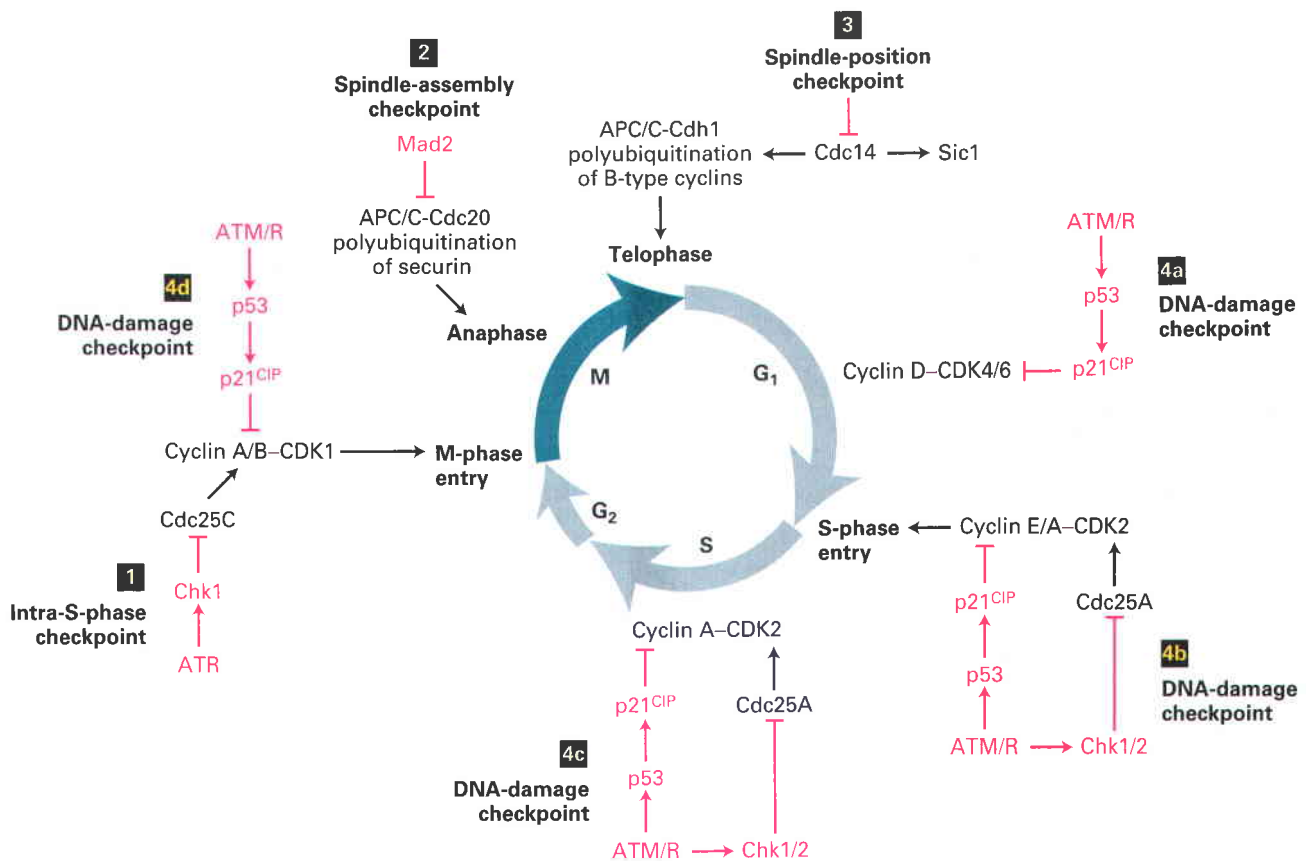 3
Spindle-position
checkpoint
2
Spindle-assembly
checkpoint
Mad2
APC/C-Cdc20
polyubiquitination
of securin
Anaphase
APC/C-Cdh1
polyubiquitination
of B-type cyclins
Cdc14
Sic1
Telophase
ATM/R
p53
p21CIP
4a
DNA-damage
checkpoint
Cyclin D–CDK4/6
ATM/R
4d
DNA-damage
checkpoint
p53
p21CIP
Cyclin A/B–CDK1
M-phase
entry
Cdc25C
1
Intra-S-phase
checkpoint
Chk1
ATR
M
G1
G2
S
S-phase
entry
Cyclin E/A–CDK2
p21CIP
Cdc25A
p53
4b
DNA-damage
checkpoint
ATM/R
Chk1/2
Cyclin A–CDK2
p21CIP
Cdc25A
4c
DNA-damage
checkpoint
p53
ATM/R
Chk1/2